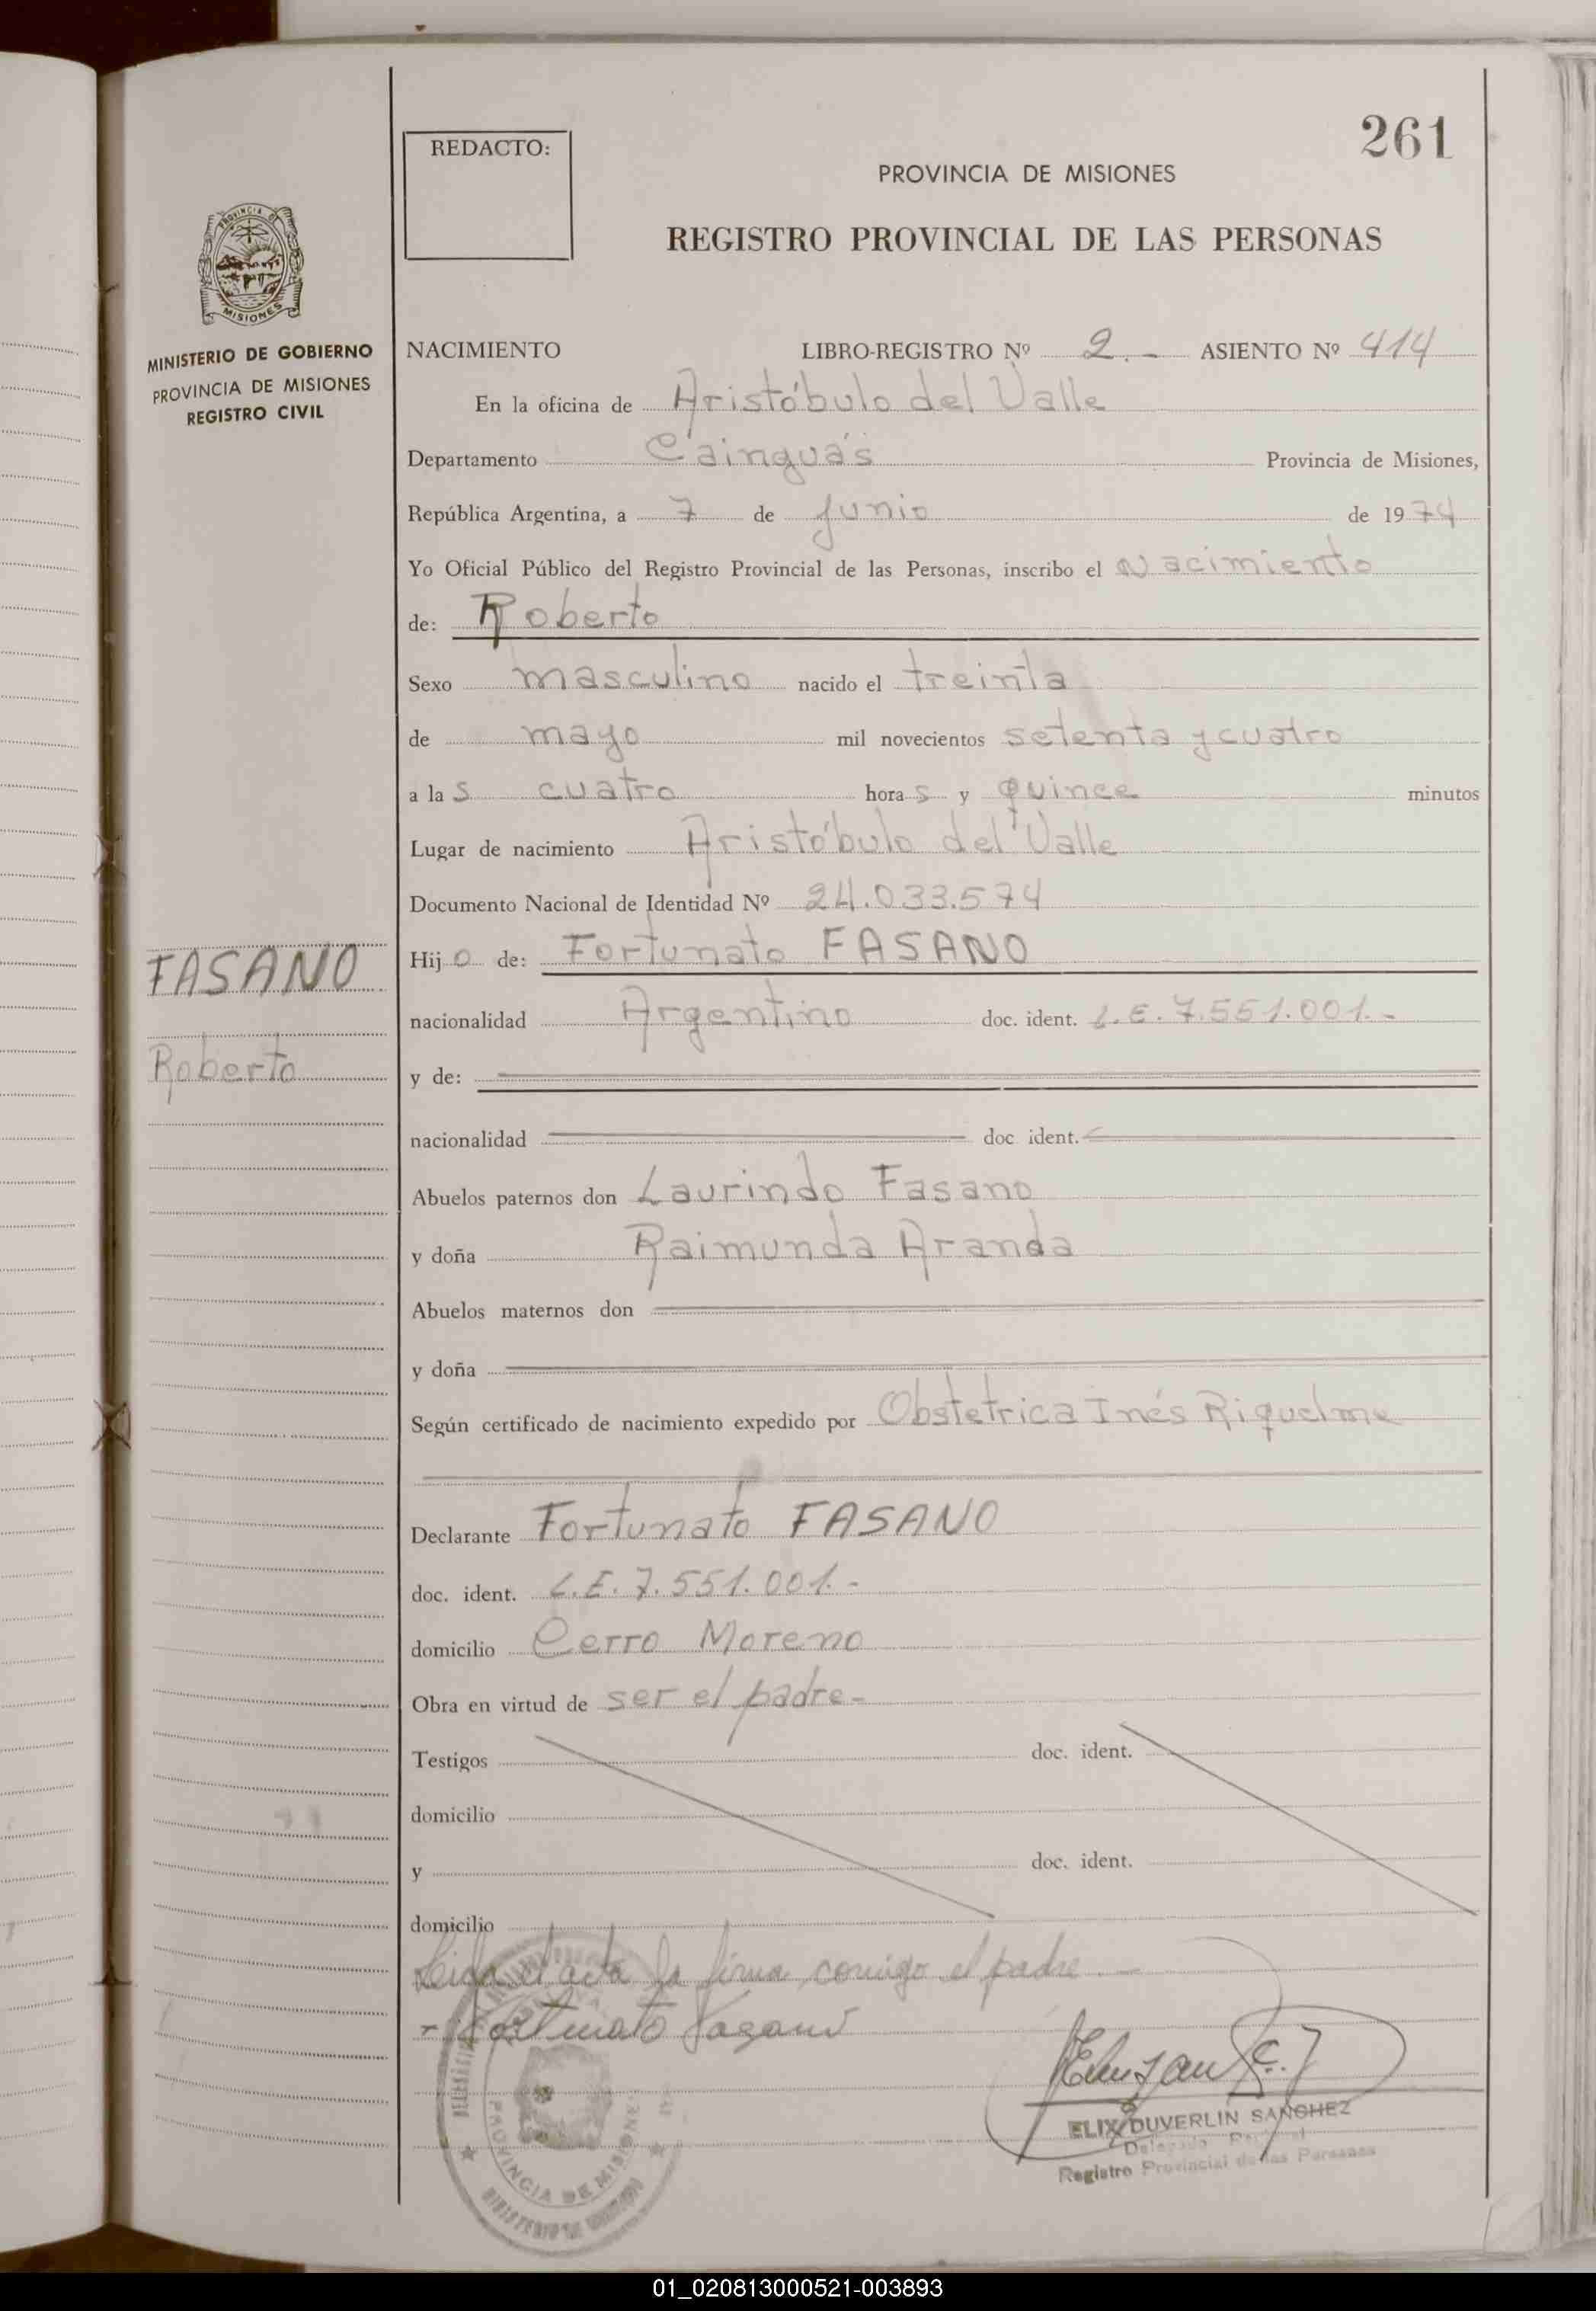 261
REDACTO:
PROVINCIA DE MISIONES
REGISTRO PROVINCIAL DE LAS PERSONAS
PROVINCIA DE
MISIONES
MINISTERIO DE GOBIERNO
PROVINCIA DE MISIONES
REGISTRO CIVIL
NACIMIENTO LIBRO-REGISTRO Nº 2.- ASIENTO Nº 414
En la oficina de Aristóbulo del Valle
Departamento Cainguás Provincia de Misiones,
República Argentina, a 7 de junio de 1974
Yo Oficial Público del Registro Provincial de las Personas, inscribo el Nacimiento
de: Roberto
Sexo masculino nacido el treinta
de mayo mil novecientos setenta y cuatro
a las cuatro horas y quince minutos
Lugar de nacimiento Aristóbulo del Valle
Documento Nacional de Identidad Nº 24.033.574
FASANO
Roberto
Hijo de: Fortunato FASANO
nacionalidad Argentino doc. ident. L.E. 7.551.001.-
y de:
nacionalidad doc ident.
Abuelos paternos don Laurindo Fasano
y doña Raimunda Aranda
Abuelos maternos don
y doña
Según certificado de nacimiento expedido por Obstetrica Inés Riquelme
Declarante Fortunato FASANO
doc. ident. L.E. 7.551.001.-
domicilio Cerro Moreno
Obra en virtud de ser el padre-
Testigos doc. ident.
domicilio
y doc. ident.
domicilio
Leida el acta la firma conmigo el padre.-
Fortunato Fasano
ELIX DUVERLIN SANCHEZ
Registro Provincial de las Personas
PROVINCIA DE MISIONES
01_020813000521-003893